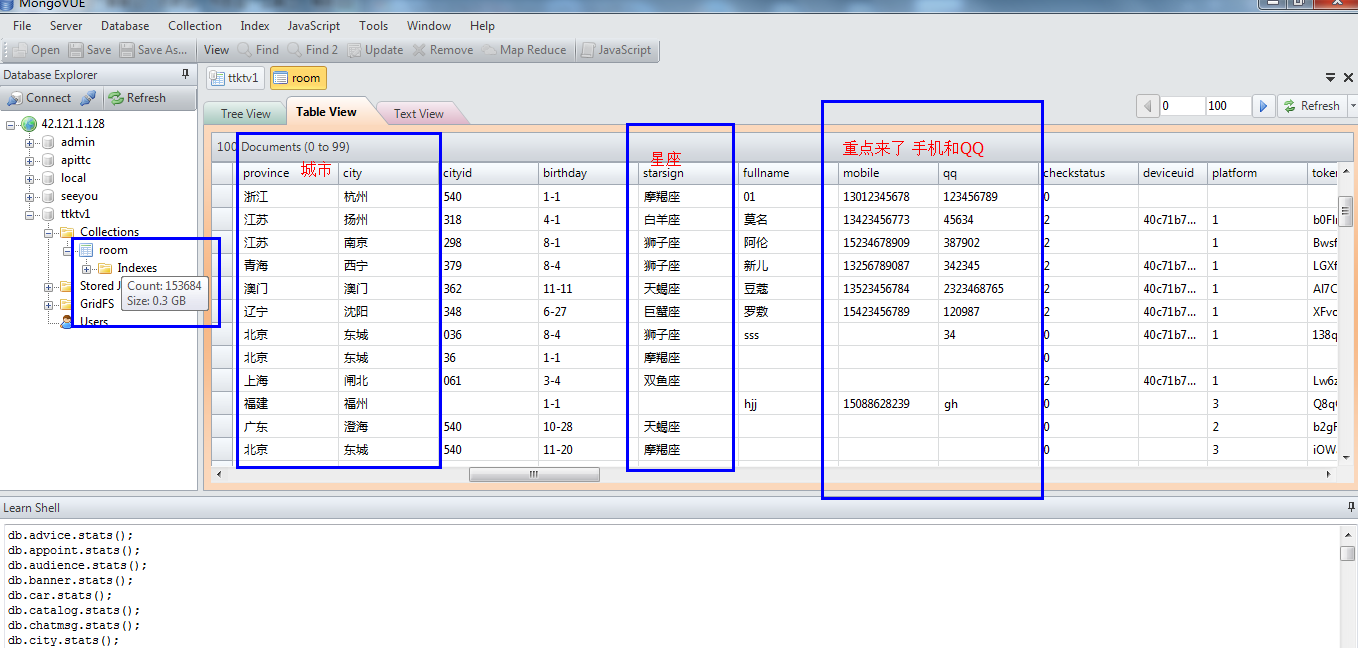 MongoVUE
File Server Database Collection Index JavaScript Tools Window Help
Open Save Save As... View Find Find 2 Update Remove Map Reduce JavaScript
Database Explorer
Connect Refresh
42.121.1.128
admin
apittc
local
seeyou
ttktv1
Collections
room
Indexes
Stored J
GridFS
Users
Count: 153684
Size: 0.3 GB
ttktv1 room
Tree View Table View Text View
0 100 Refresh
100 Documents (0 to 99)
城市
星座
重点来了 手机和QQ
province city cityid birthday starsign fullname mobile qq checkstatus deviceuid platform token
浙江 杭州 540 1-1 摩羯座 01 13012345678 123456789 0
江苏 扬州 318 4-1 白羊座 莫名 13423456773 45634 2 40c71b7... 1 b0FI
江苏 南京 298 8-1 狮子座 阿伦 15234678909 387902 2 1 Bwsf
青海 西宁 379 8-4 狮子座 新儿 13256789087 342345 2 40c71b7... 1 LGXf
澳门 澳门 362 11-11 天蝎座 豆蔻 13523456784 2323468765 2 40c71b7... 1 AI7C
辽宁 沈阳 348 6-27 巨蟹座 罗敷 15423456789 120987 2 40c71b7... 1 XFvc
北京 东城 036 8-4 狮子座 sss 34 2 40c71b7... 1 138q
北京 东城 36 1-1 摩羯座 0
上海 闸北 061 3-4 双鱼座 2 40c71b7... 1 Lw6z
福建 福州 1-1 hjj 15088628239 gh 0 3 Q8q
广东 澄海 540 10-28 天蝎座 0 2 b2gF
北京 东城 540 11-20 摩羯座 0 3 iOW
Learn Shell
db.advice.stats();
db.appoint.stats();
db.audience.stats();
db.banner.stats();
db.car.stats();
db.catalog.stats();
db.chatmsg.stats();
db.city.stats();